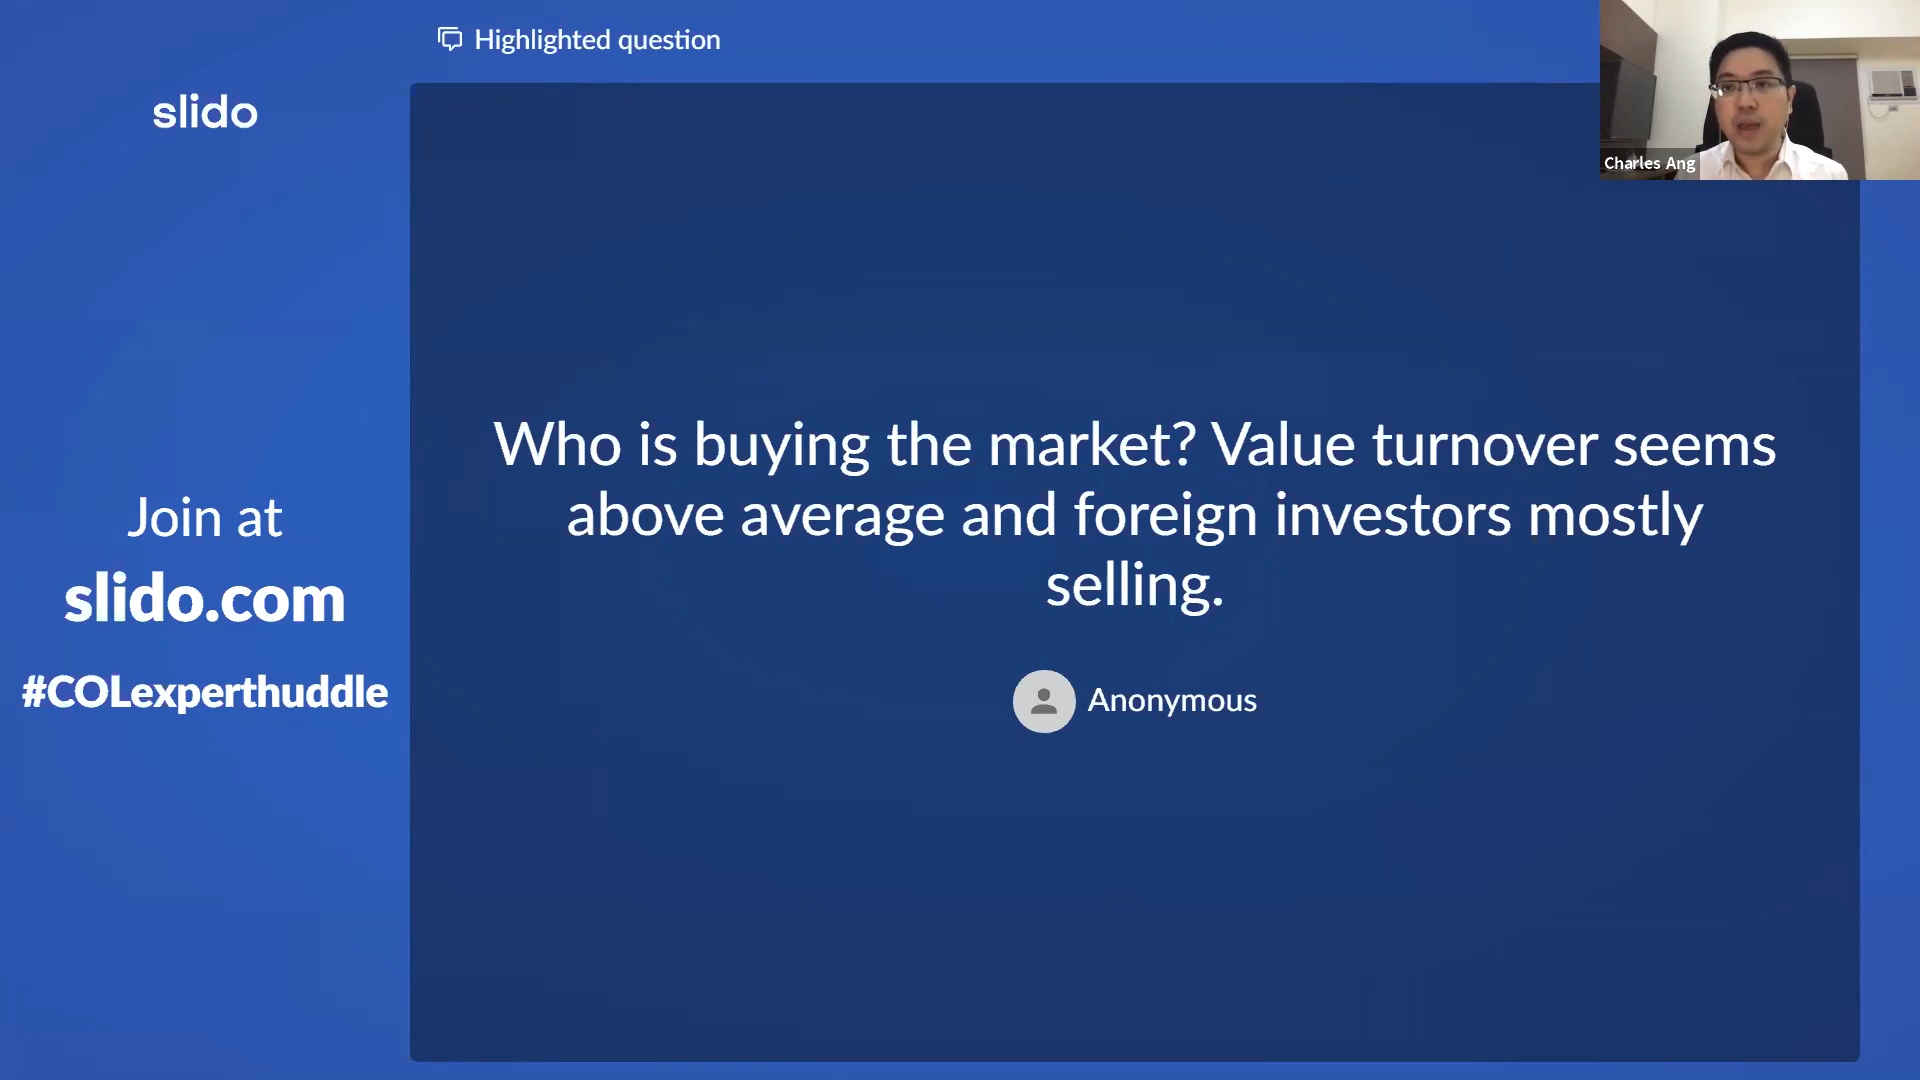 Highlighted question
slido
Charles Ang
Who is buying the market? Value turnover seems
above average and foreign investors mostly
selling.
Anonymous
Join at
slido.com
#COLexperthuddle